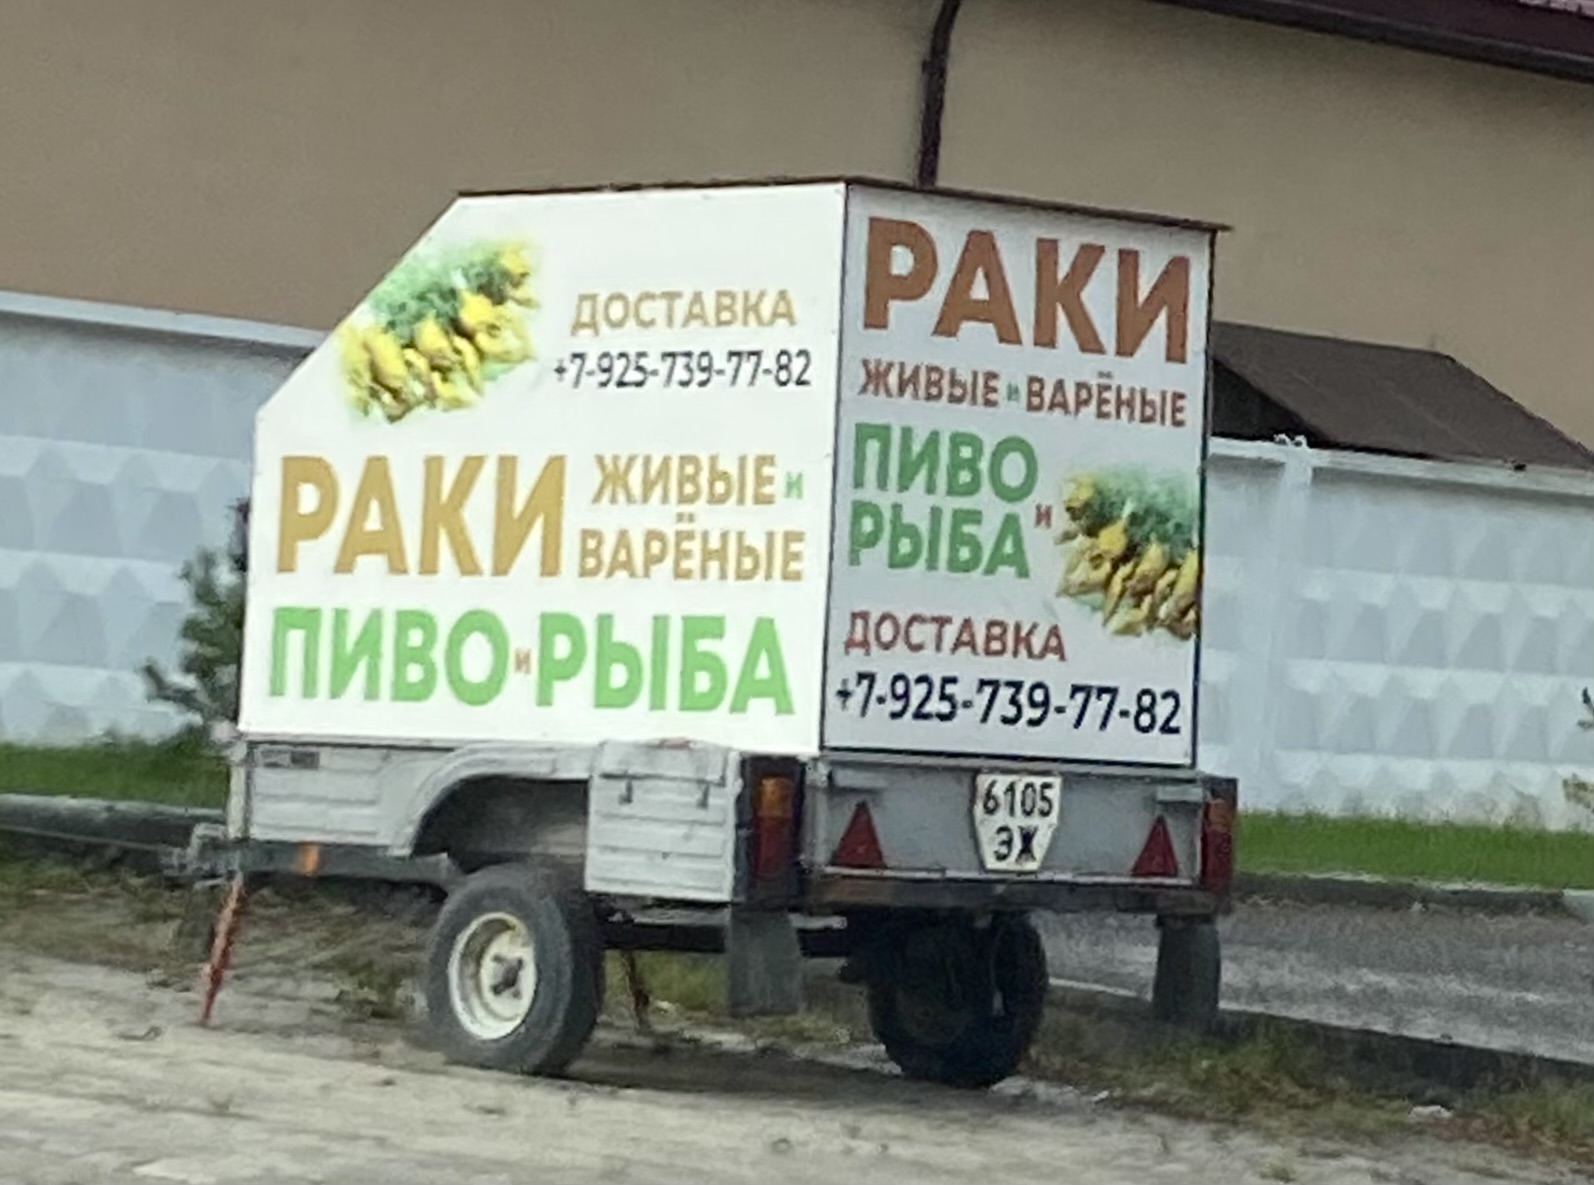 ДОСТАВКА
+7-925-739-77-82
РАКИ ЖИВЫЕ и
ВАРЁНЫЕ
ПИВО и РЫБА
РАКИ
ЖИВЫЕ и ВАРЁНЫЕ
ПИВО
и
РЫБА
ДОСТАВКА
+7-925-739-77-82
6105
ЭЖ